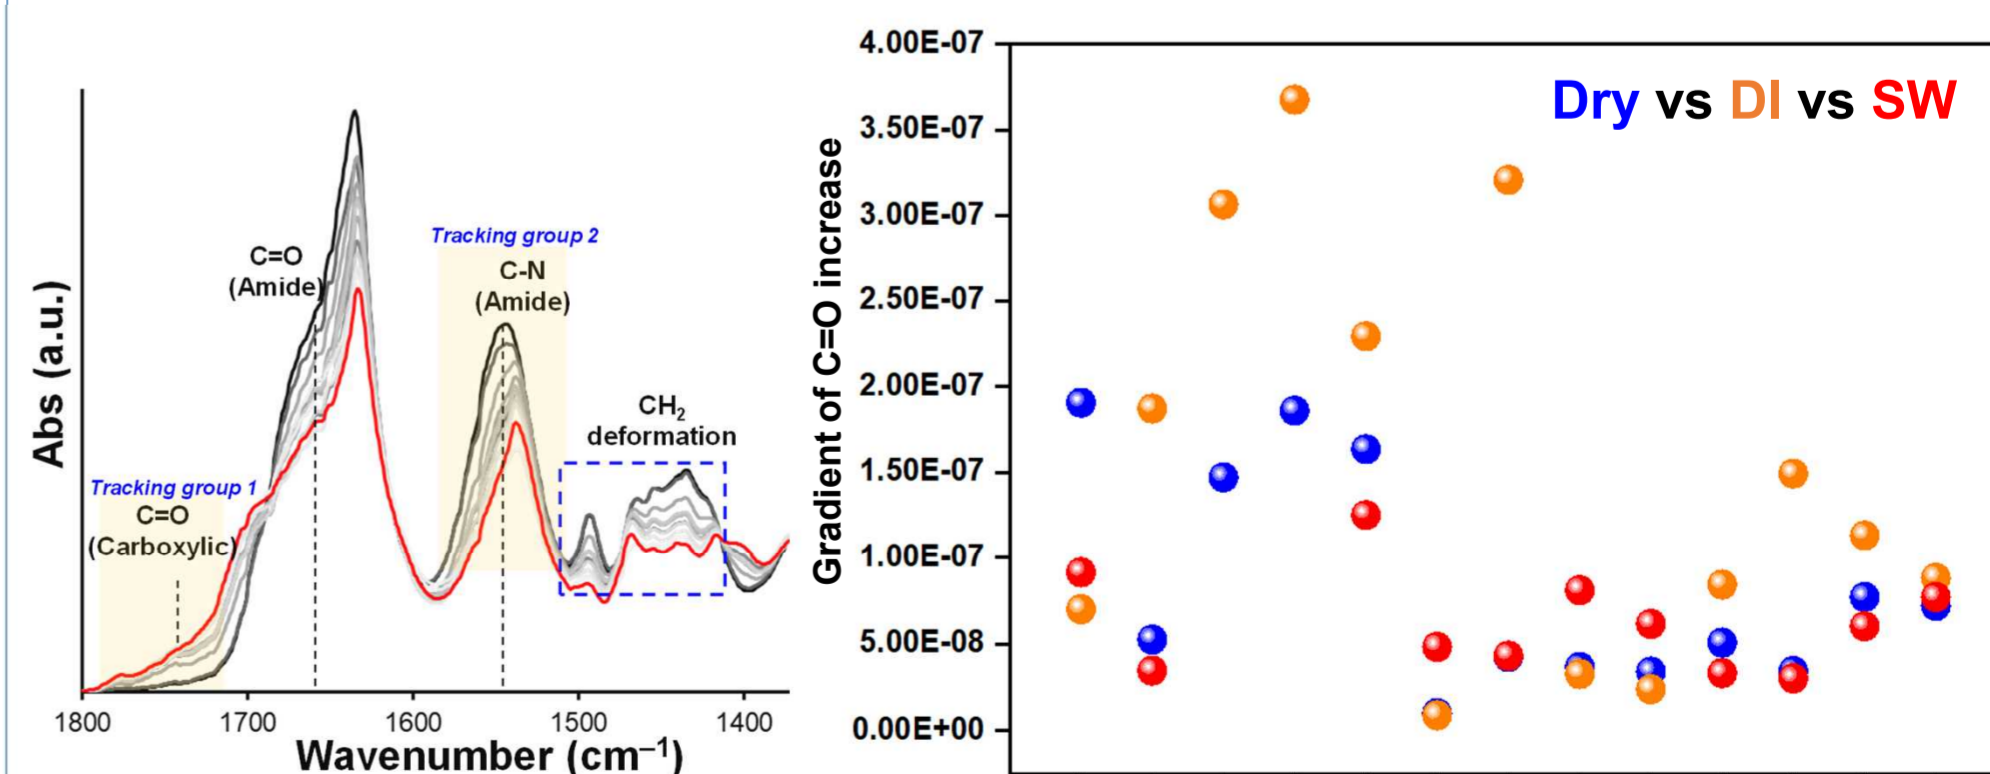 Tracking group 2
C=O
(Amide)
C-N
(Amide)
CH₂
deformation
Tracking group 1
C=O
(Carboxylic)
Abs (a.u.)
1800
1700
1600
1500
1400
Wavenumber (cm⁻¹)
Dry vs DI vs SW
Gradient of C=O increase
4.00E-07
3.50E-07
3.00E-07
2.50E-07
2.00E-07
1.50E-07
1.00E-07
5.00E-08
0.00E+00